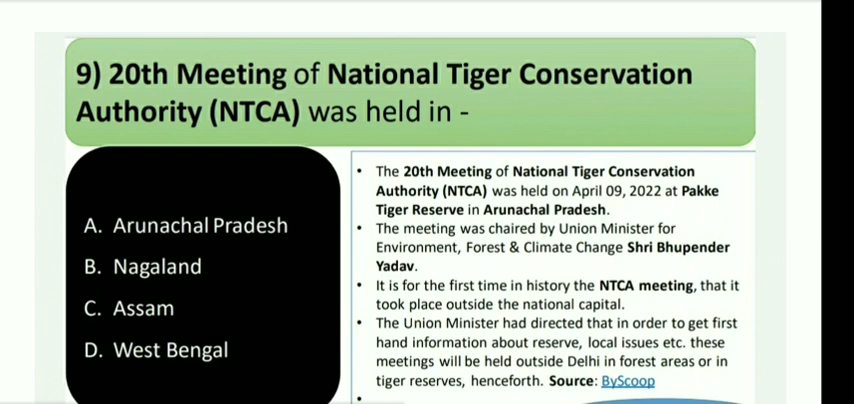 9) 20th Meeting of National Tiger Conservation
Authority (NTCA) was held in -
A. Arunachal Pradesh
B. Nagaland
C. Assam
D. West Bengal
• The 20th Meeting of National Tiger Conservation
Authority (NTCA) was held on April 09, 2022 at Pakke
Tiger Reserve in Arunachal Pradesh.
• The meeting was chaired by Union Minister for
Environment, Forest & Climate Change Shri Bhupender
Yadav.
• It is for the first time in history the NTCA meeting, that it
took place outside the national capital.
• The Union Minister had directed that in order to get first
hand information about reserve, local issues etc. these
meetings will be held outside Delhi in forest areas or in
tiger reserves, henceforth. Source: ByScoop